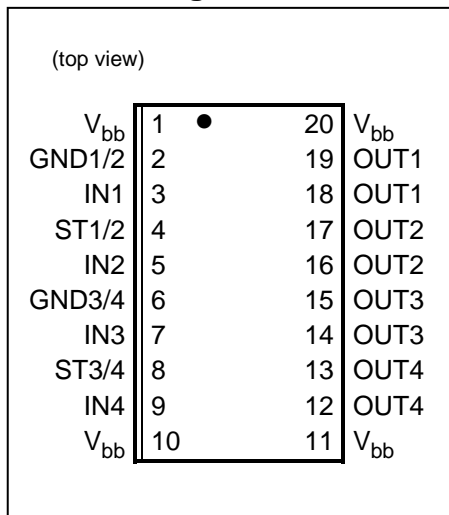 (top view)
Vbb 1 20 Vbb
GND1/2 2 19 OUT1
IN1 3 18 OUT1
ST1/2 4 17 OUT2
IN2 5 16 OUT2
GND3/4 6 15 OUT3
IN3 7 14 OUT3
ST3/4 8 13 OUT4
IN4 9 12 OUT4
Vbb 10 11 Vbb